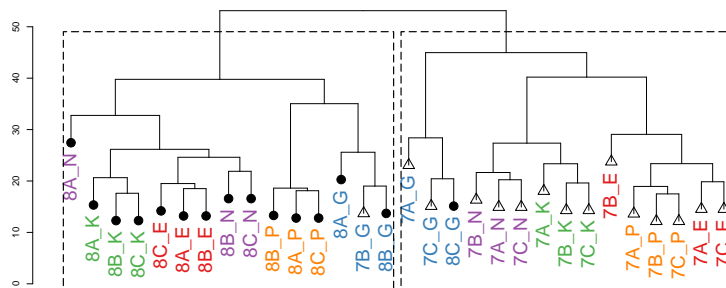 50
40
30
20
10
0
8A_N
8A_K
8B_K
8C_K
8C_E
8A_E
8B_E
8B_N
8C_N
8B_P
8A_P
8C_P
8A_G
7B_G
8B_G
7A_G
7C_G
8C_G
7B_N
7A_N
7C_N
7A_K
7B_K
7C_K
7B_E
7A_P
7B_P
7C_P
7A_E
7C_E